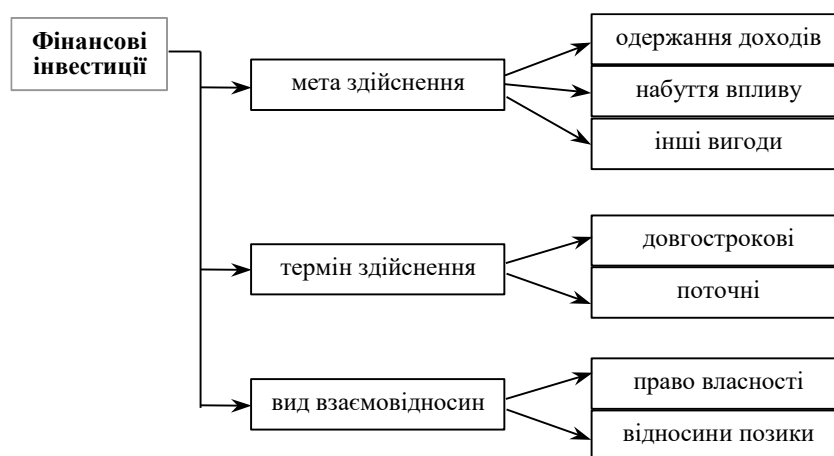 Фінансові
інвестиції
мета здійснення
одержання доходів
набуття впливу
інші вигоди
термін здійснення
довгострокові
поточні
вид взаємовідносин
право власності
відносини позики